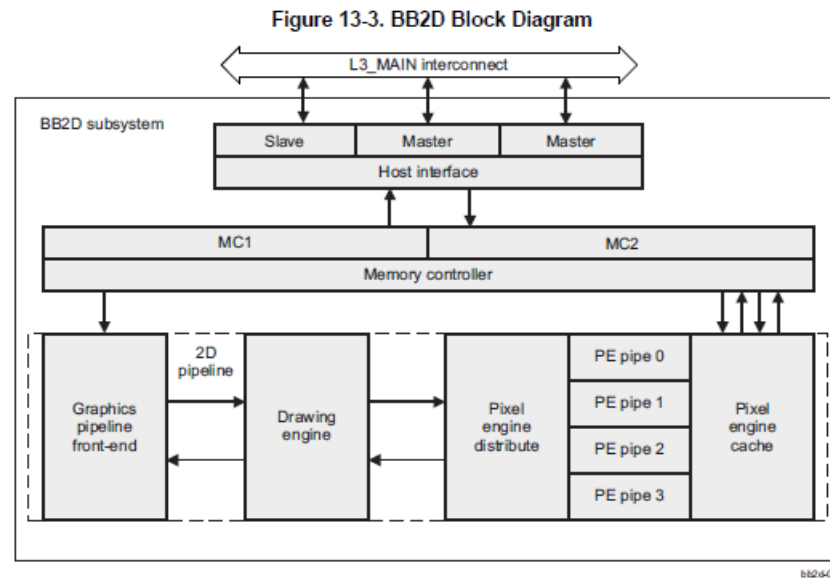 Figure 13-3. BB2D Block Diagram
L3_MAIN interconnect
BB2D subsystem
Slave
Master
Master
Host interface
MC1
MC2
Memory controller
2D
pipeline
Graphics
pipeline
front-end
Drawing
engine
Pixel
engine
distribute
PE pipe 0
PE pipe 1
PE pipe 2
PE pipe 3
Pixel
engine
cache